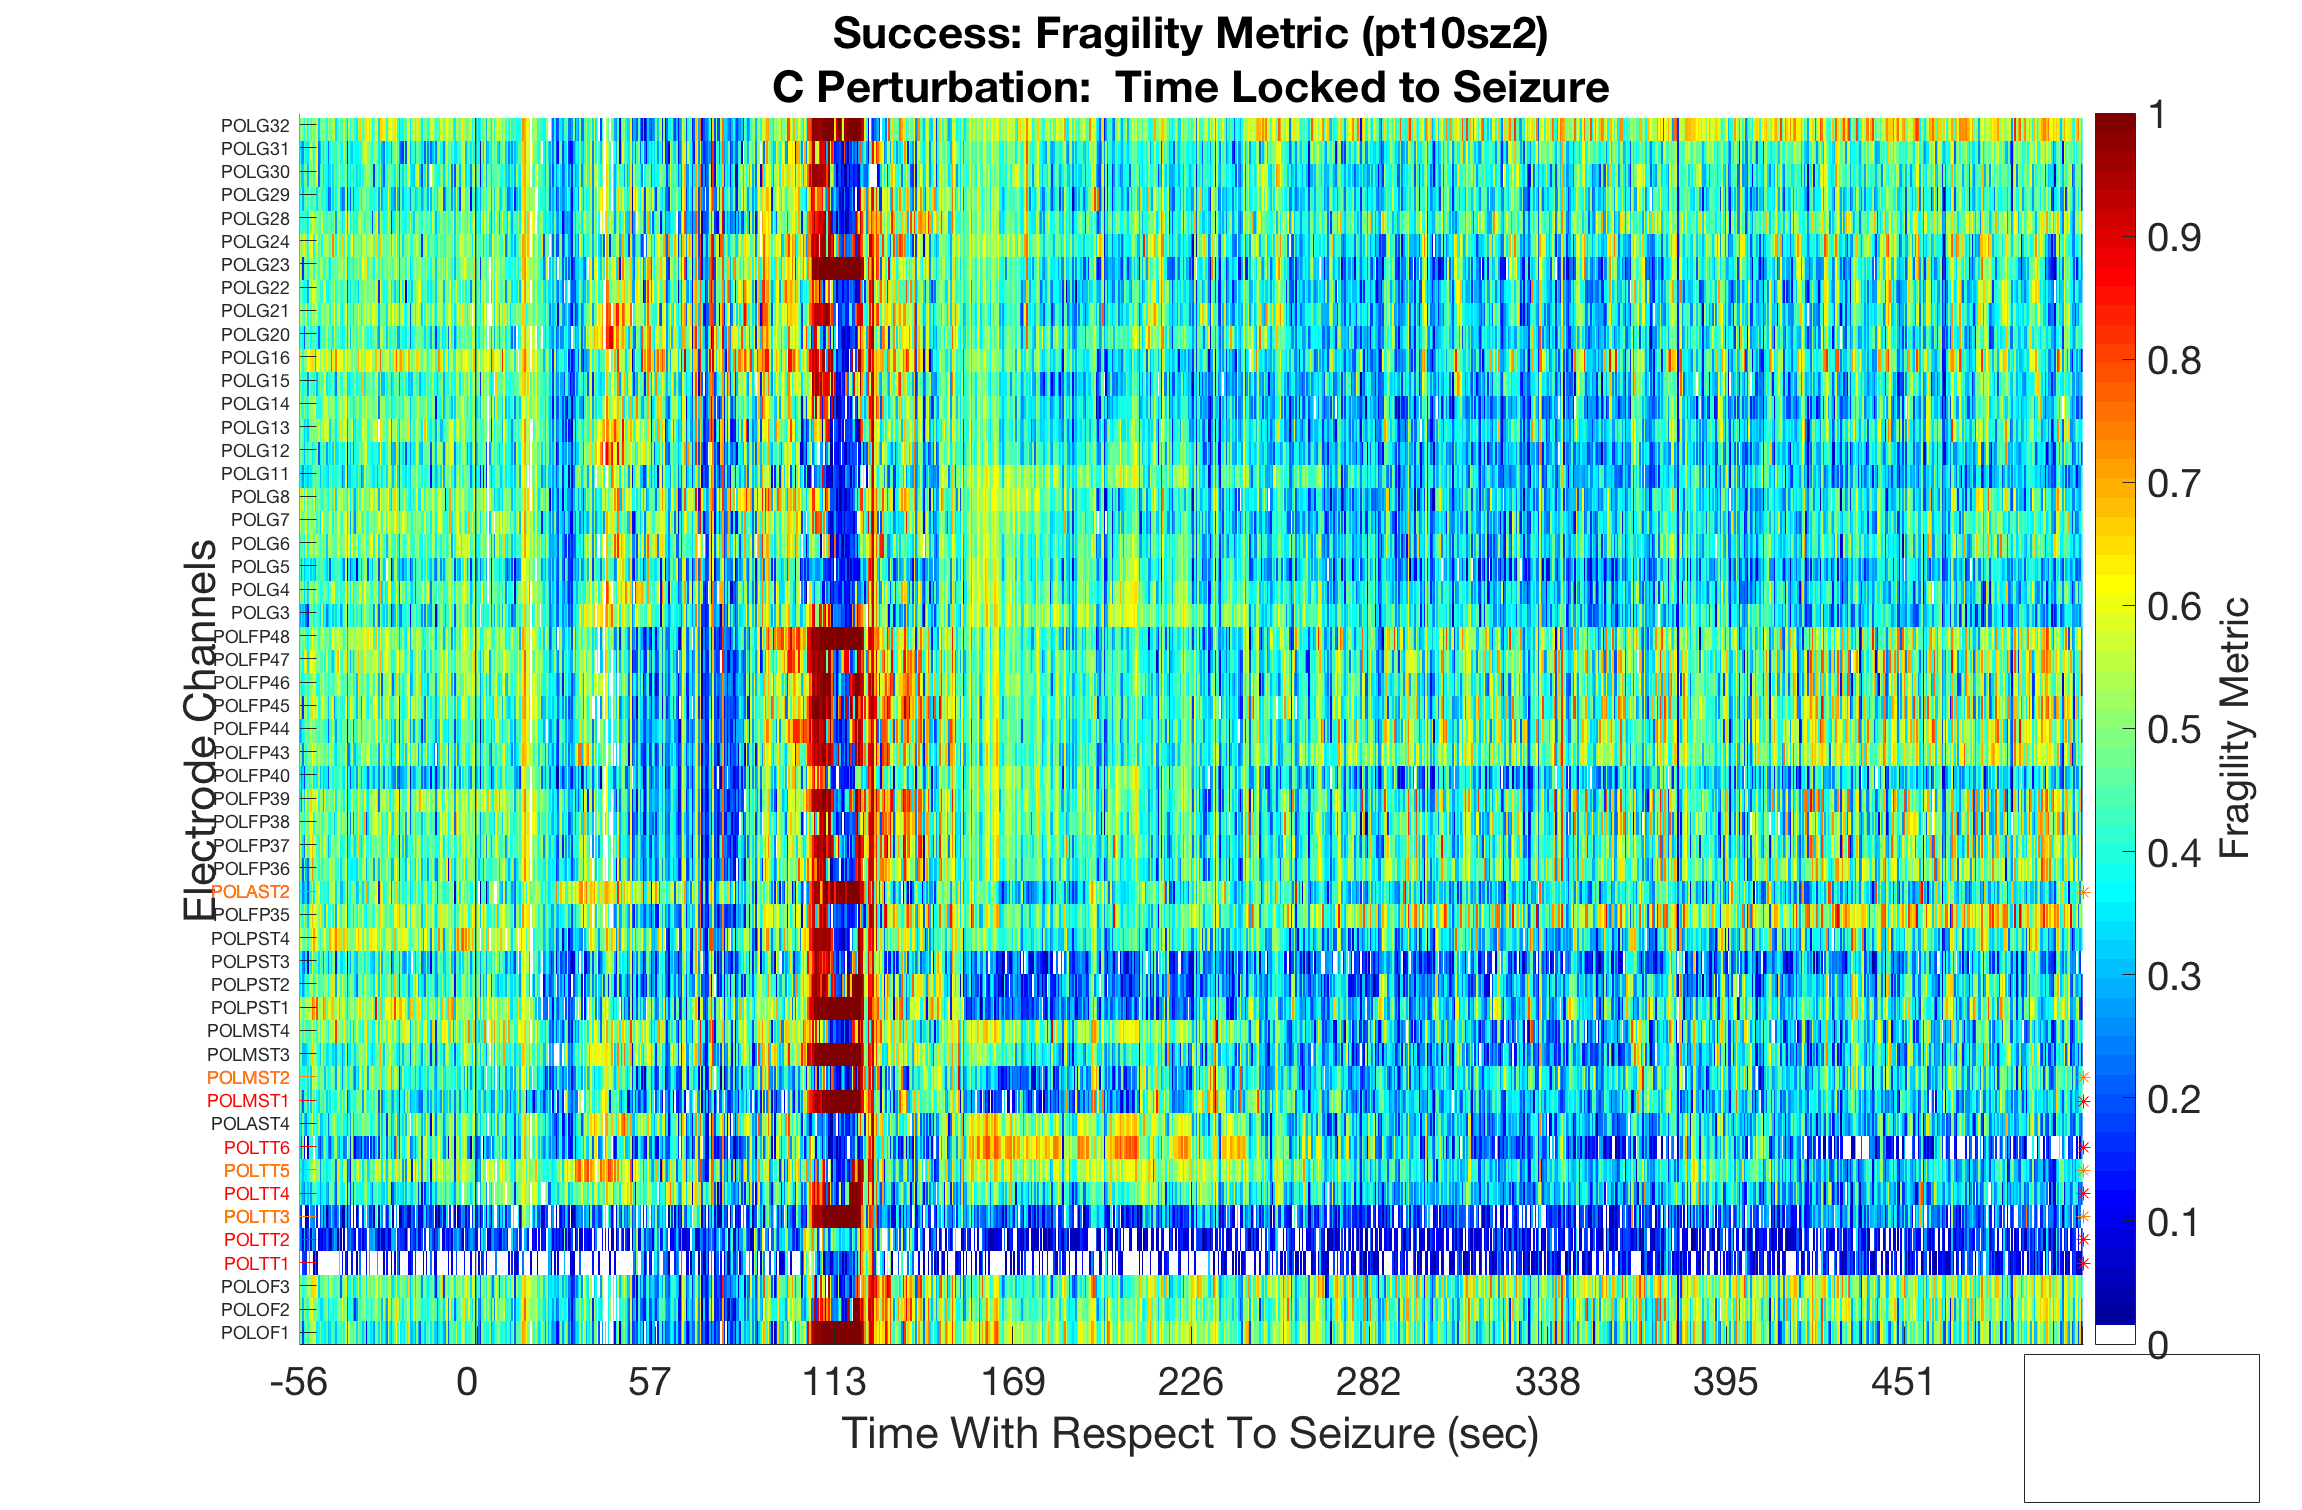 Success: Fragility Metric (pt10sz2)
C Perturbation:  Time Locked to Seizure
Electrode Channels
POLG32
POLG31
POLG30
POLG29
POLG28
POLG24
POLG23
POLG22
POLG21
POLG20
POLG16
POLG15
POLG14
POLG13
POLG12
POLG11
POLG8
POLG7
POLG6
POLG5
POLG4
POLG3
POLFP48
POLFP47
POLFP46
POLFP45
POLFP44
POLFP43
POLFP40
POLFP39
POLFP38
POLFP37
POLFP36
POLAST2
POLFP35
POLPST4
POLPST3
POLPST2
POLPST1
POLMST4
POLMST3
POLMST2
POLMST1
POLAST4
POLTT6
POLTT5
POLTT4
POLTT3
POLTT2
POLTT1
POLOF3
POLOF2
POLOF1
-56 0 57 113 169 226 282 338 395 451
Time With Respect To Seizure (sec)
1
0.9
0.8
0.7
0.6
0.5
0.4
0.3
0.2
0.1
0
Fragility Metric